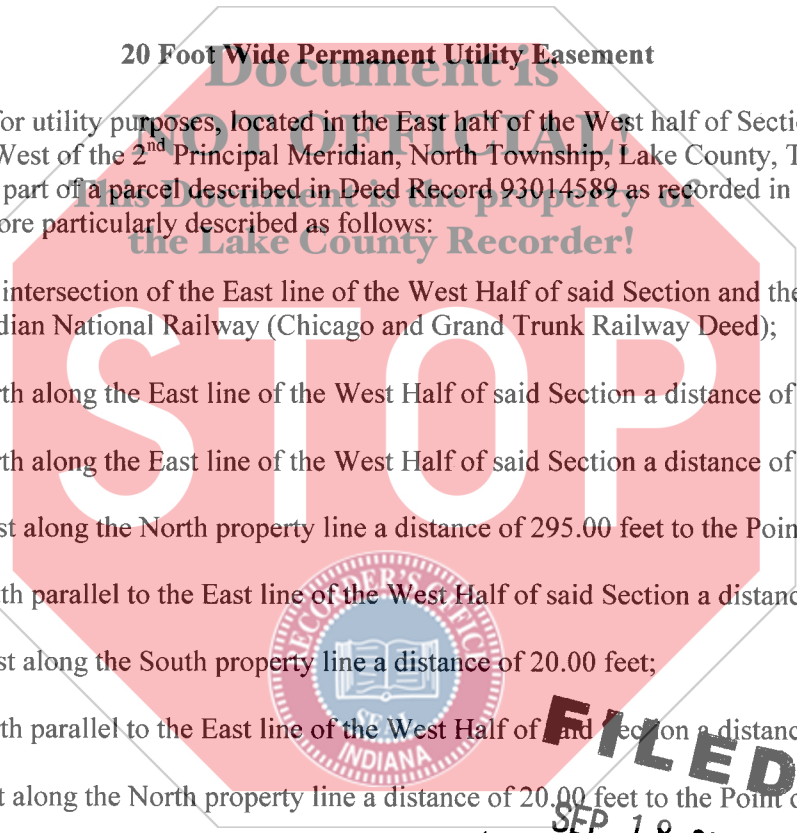 20 Foot Wide Permanent Utility Easement
Document is
for utility purposes, located in the East half of the West half of Secti
NOT OFFICIAL!
West of the 2nd Principal Meridian, North Township, Lake County, T
part of a parcel described in Deed Record 93014589 as recorded in
This Document is the property of
ore particularly described as follows:
the Lake County Recorder!
intersection of the East line of the West Half of said Section and the
dian National Railway (Chicago and Grand Trunk Railway Deed);
STOP
th along the East line of the West Half of said Section a distance of
rth along the East line of the West Half of said Section a distance of
st along the North property line a distance of 295.00 feet to the Poin
th parallel to the East line of the West Half of said Section a distanc
RECORDER'S OFFICE
st along the South property line a distance of 20.00 feet;
SEAL
INDIANA
th parallel to the East line of the West Half of said Section a distanc
FILED
t along the North property line a distance of 20.00 feet to the Point o
SEP 18